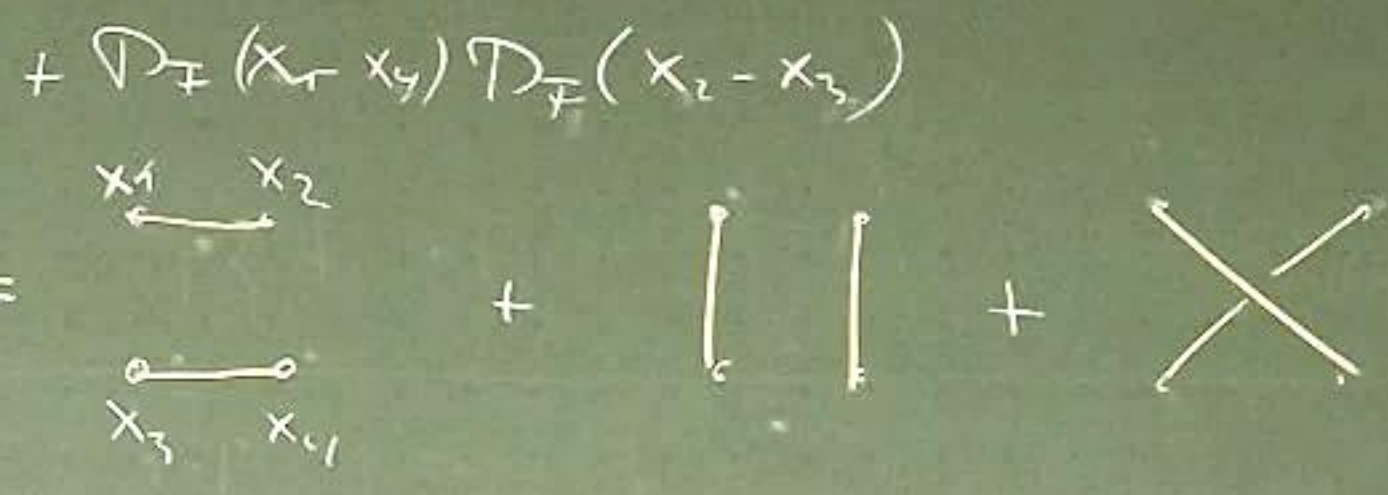 + D_F (x_1 - x_4) D_F ( x_2 - x_3 )
x_1 x_2
= + +
x_3 x_4